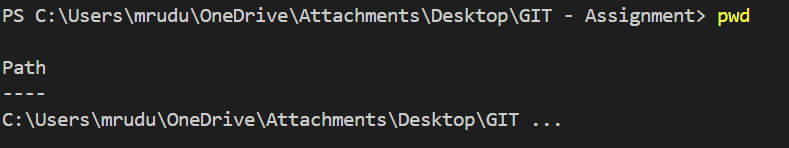 PS C:\Users\mrudu\OneDrive\Attachments\Desktop\GIT - Assignment> pwd
Path
----
C:\Users\mrudu\OneDrive\Attachments\Desktop\GIT ...